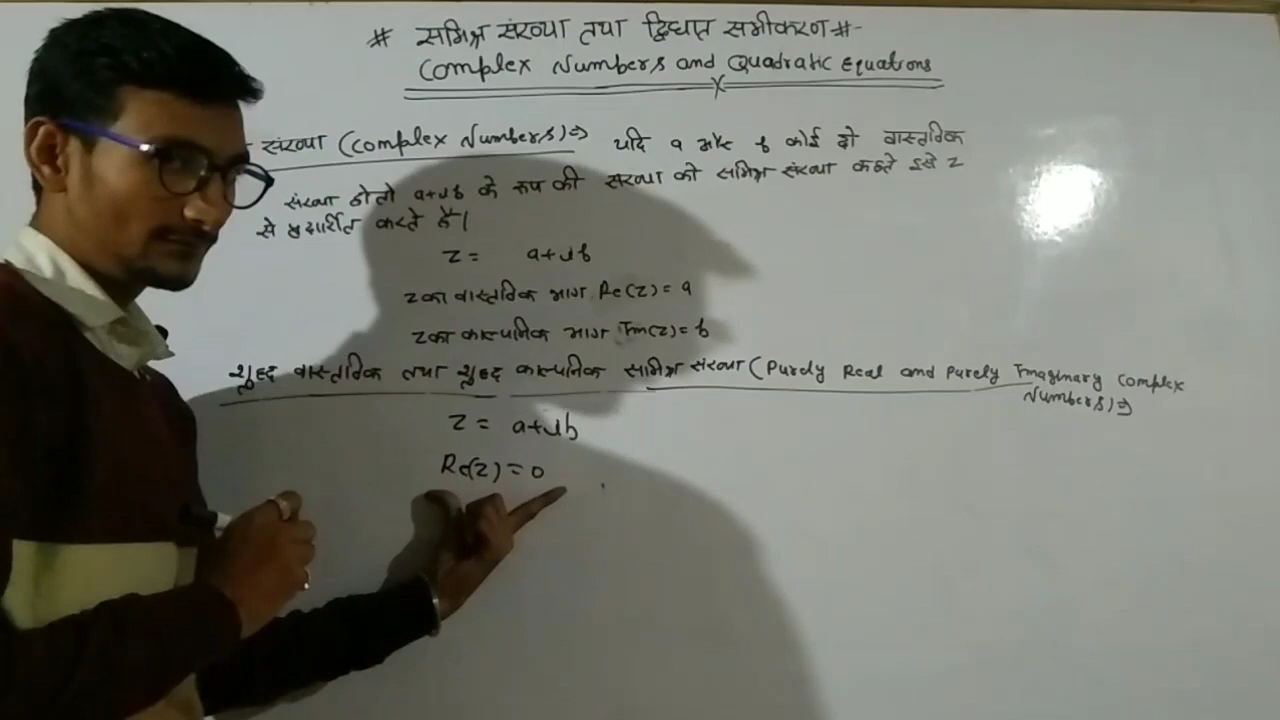 # समिश्र संख्या तथा द्विघात समीकरण #-
Complex Numbers and Quadratic Equations
संख्या (Complex Numbers) ⇒ यदि a और b कोई दो वास्तविक
संख्या हो तो a+ib के रूप की संख्या को समिश्र संख्या कहते इसे z
से प्रदर्शित करते हैं।
z = a+ib
z का वास्तविक भाग Re(z) = a
z का काल्पनिक भाग Im(z) = b
शुद्ध वास्तविक तथा शुद्ध काल्पनिक समिश्र संख्या (Purely Real and Purely Imaginary Complex
Numbers) ⇒
z = a+ib
Re(z) = 0